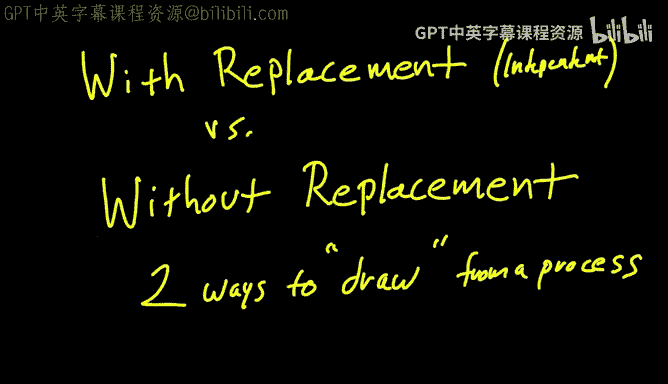 GPT中英字幕课程资源@bilibili.com
GPT中英字幕课程资源 bilibili
With Replacement (Independent)
vs.
Without Replacement
2 ways to "draw" from a process